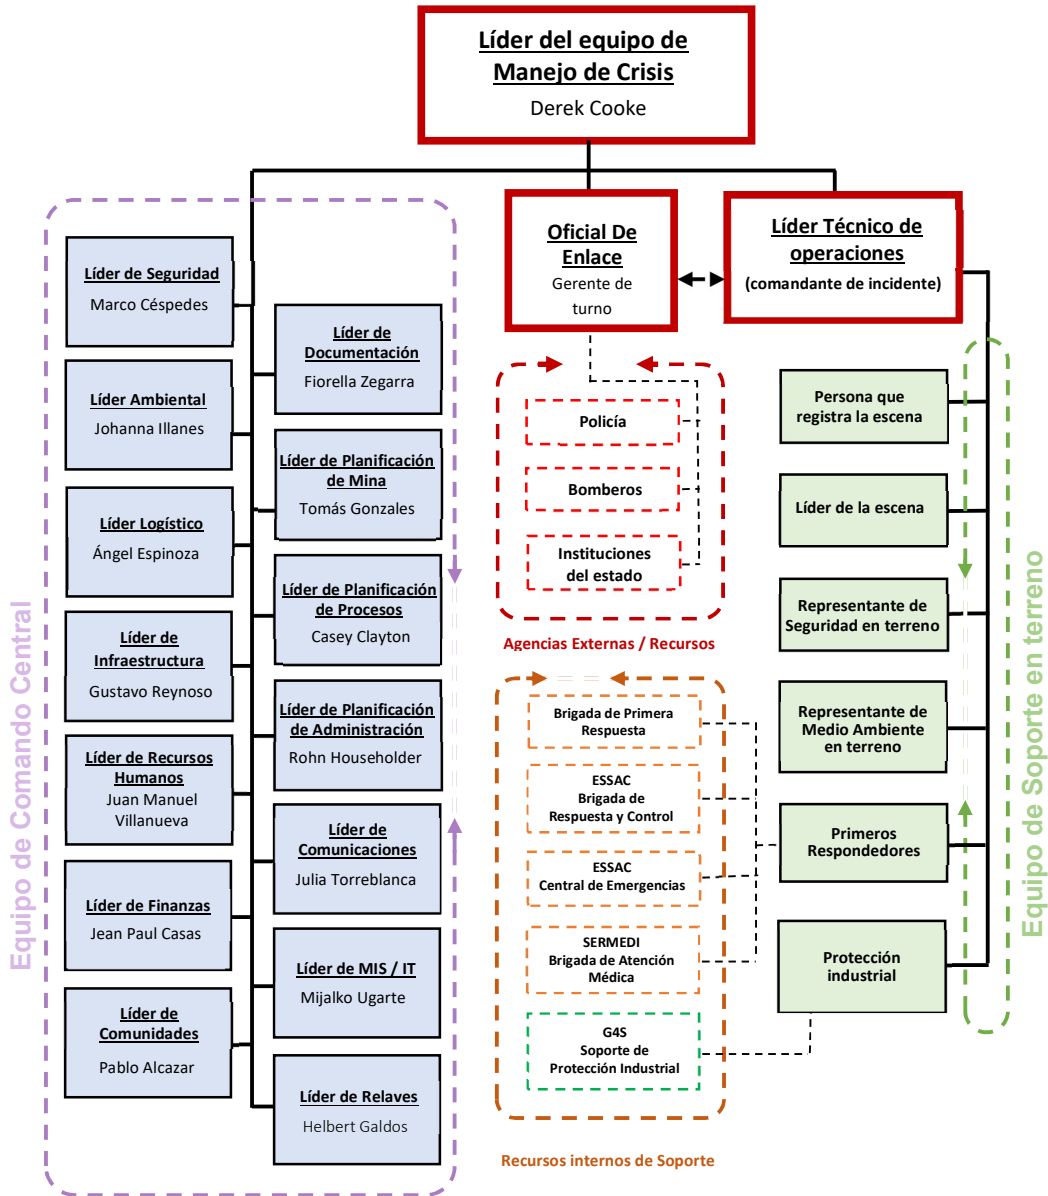 Líder del equipo de
Manejo de Crisis
Derek Cooke
Oficial De
Enlace
Gerente de
turno
Líder Técnico de
operaciones
(comandante de incidente)
Equipo de Comando Central
Líder de Seguridad
Marco Céspedes
Líder Ambiental
Johanna Illanes
Líder Logístico
Ángel Espinoza
Líder de
Infraestructura
Gustavo Reynoso
Líder de Recursos
Humanos
Juan Manuel
Villanueva
Líder de Finanzas
Jean Paul Casas
Líder de
Comunidades
Pablo Alcazar
Líder de
Documentación
Fiorella Zegarra
Líder de Planificación
de Mina
Tomás Gonzales
Líder de Planificación
de Procesos
Casey Clayton
Líder de Planificación
de Administración
Rohn Householder
Líder de
Comunicaciones
Julia Torreblanca
Líder de MIS / IT
Mijalko Ugarte
Líder de Relaves
Helbert Galdos
Policía
Bomberos
Instituciones
del estado
Agencias Externas / Recursos
Brigada de Primera
Respuesta
ESSAC
Brigada de
Respuesta y Control
ESSAC
Central de Emergencias
SERMEDI
Brigada de Atención
Médica
G4S
Soporte de
Protección Industrial
Recursos internos de Soporte
Persona que
registra la escena
Líder de la escena
Representante de
Seguridad en terreno
Representante de
Medio Ambiente
en terreno
Primeros
Respondedores
Protección
industrial
Equipo de Soporte en terreno